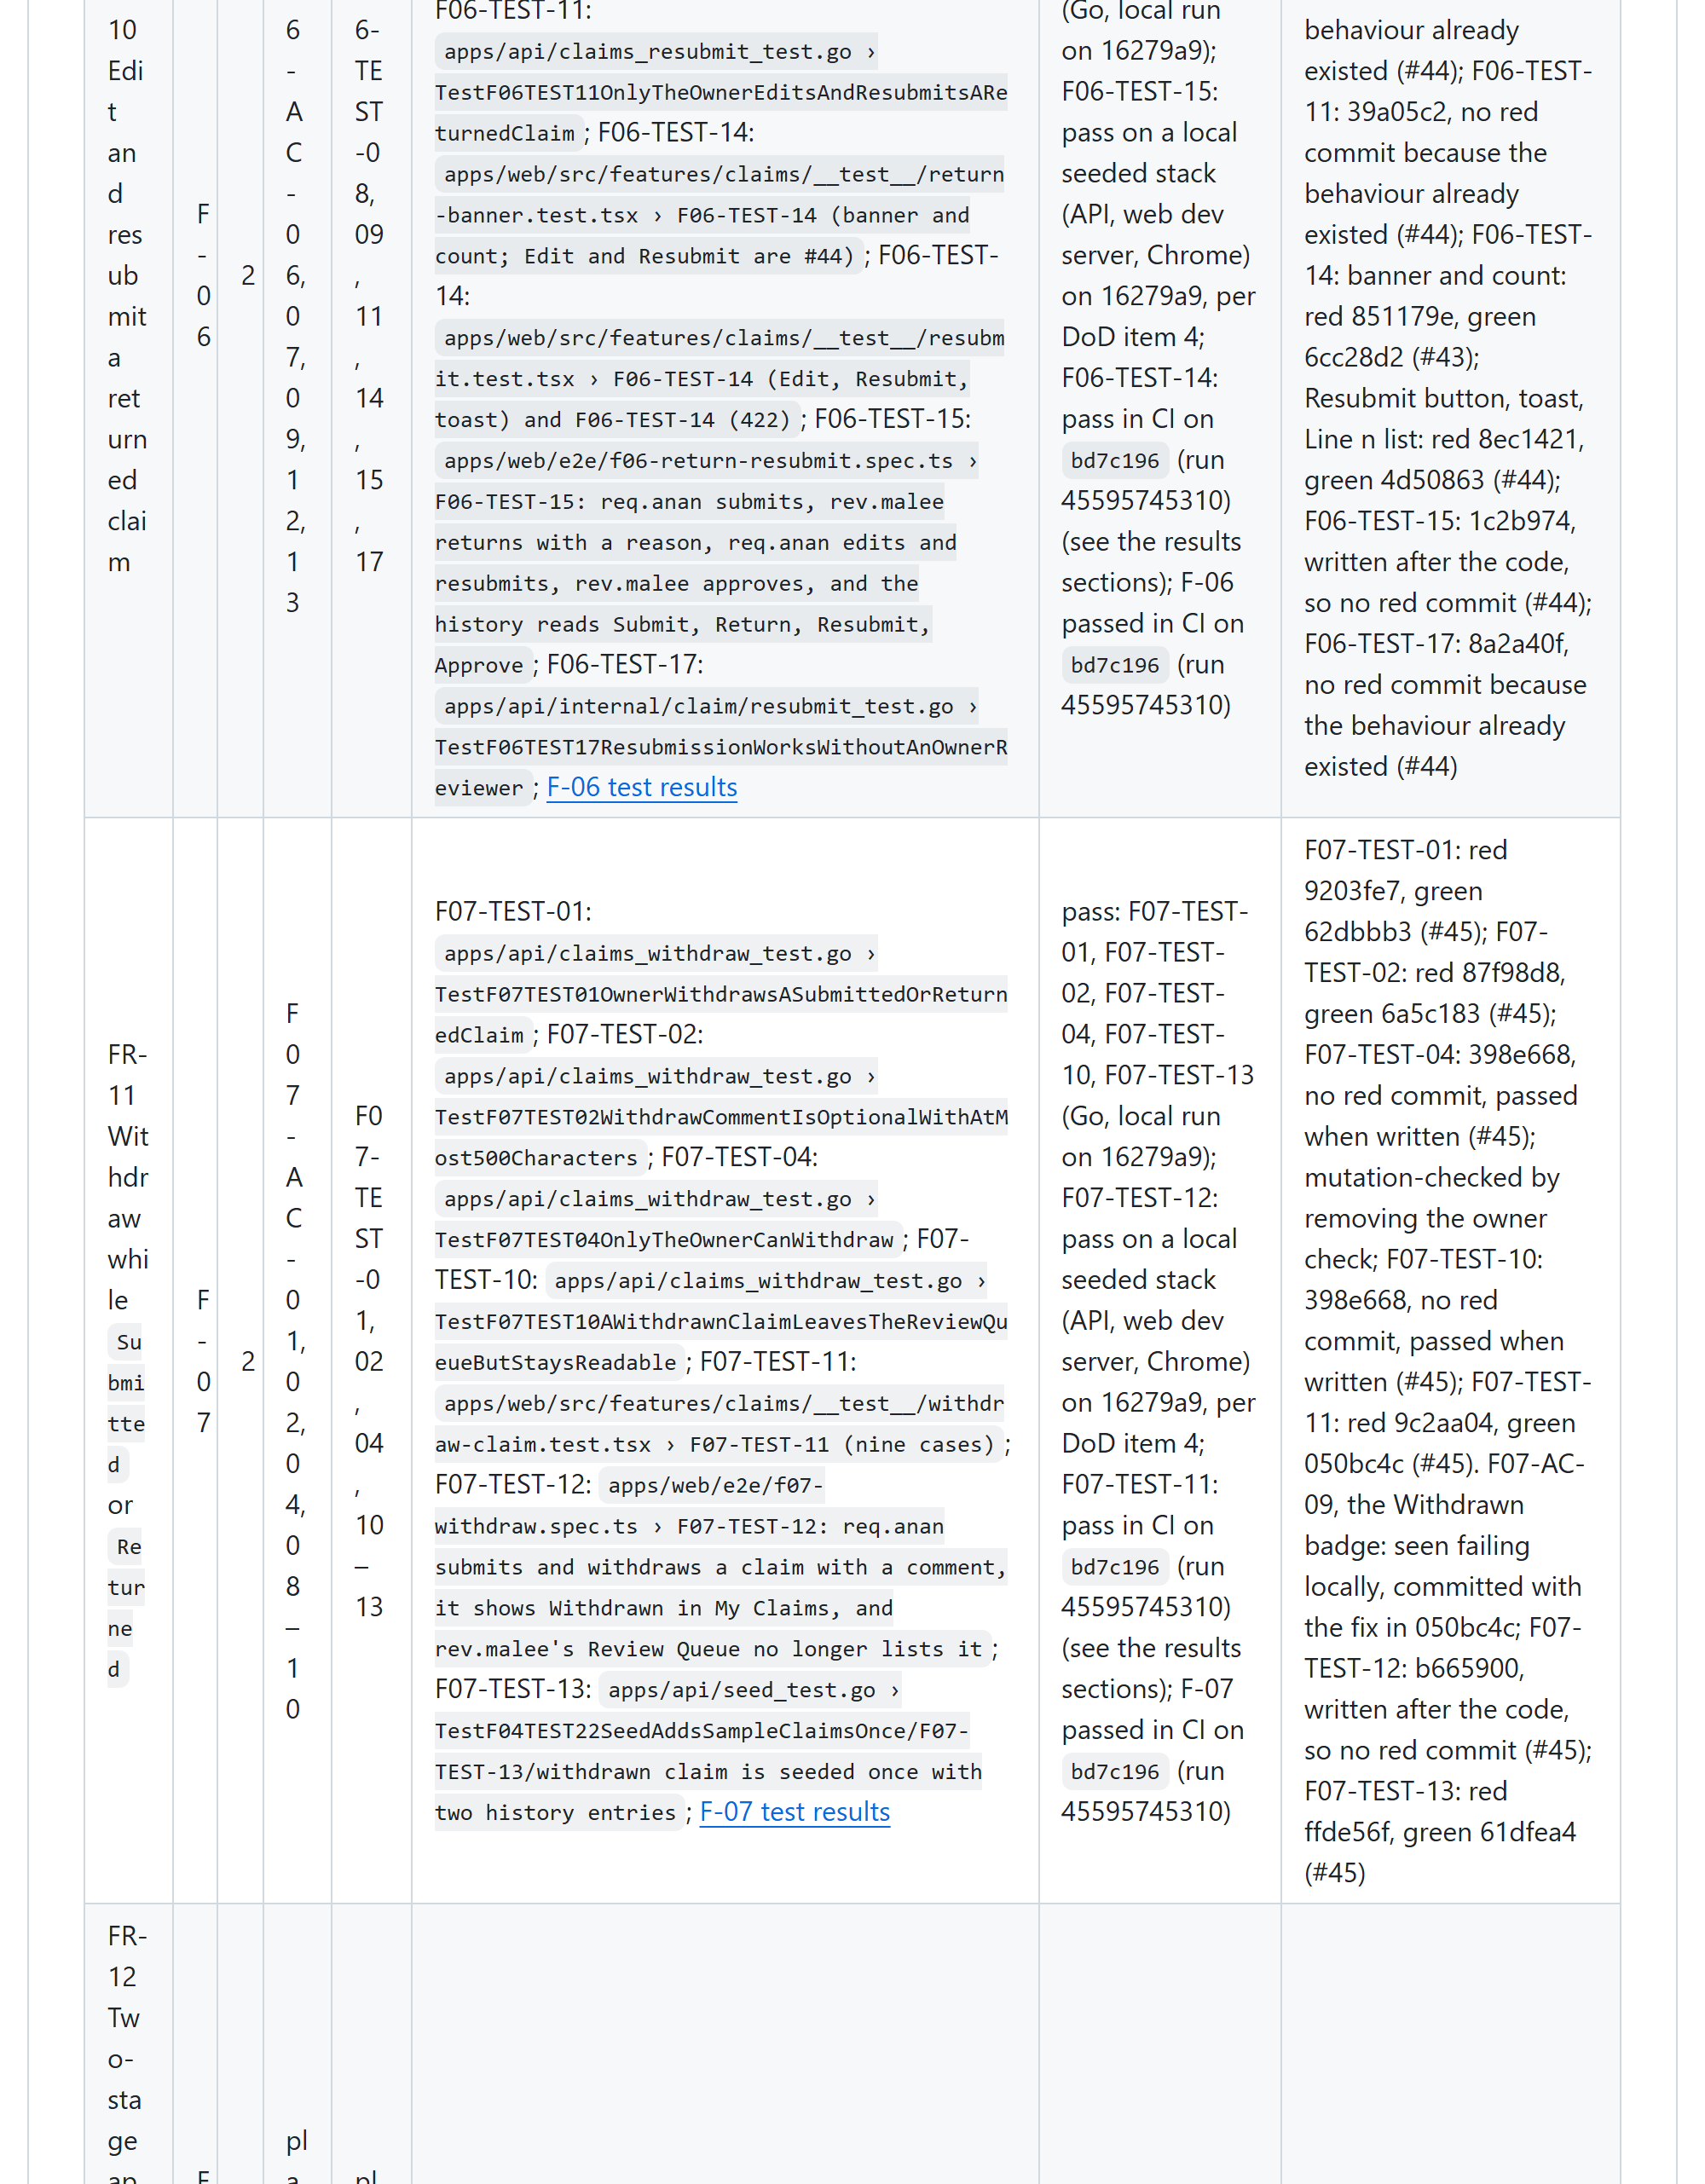 10
Edi
t
an
d
res
ub
mit
a
ret
urn
ed
clai
m
F
-
0
6
2
6
-
A
C
-
0
6,
0
7,
0
9,
1
2,
1
3
6-
TE
ST
-0
8,
09
,
11
,
14
,
15
,
17
F06-TEST-11:
apps/api/claims_resubmit_test.go ›
TestF06TEST11OnlyTheOwnerEditsAndResubmitsARe
turnedClaim ; F06-TEST-14:
apps/web/src/features/claims/__test__/return
-banner.test.tsx › F06-TEST-14 (banner and
count; Edit and Resubmit are #44) ; F06-TEST-
14:
apps/web/src/features/claims/__test__/resubm
it.test.tsx › F06-TEST-14 (Edit, Resubmit,
toast) and F06-TEST-14 (422) ; F06-TEST-15:
apps/web/e2e/f06-return-resubmit.spec.ts ›
F06-TEST-15: req.anan submits, rev.malee
returns with a reason, req.anan edits and
resubmits, rev.malee approves, and the
history reads Submit, Return, Resubmit,
Approve ; F06-TEST-17:
apps/api/internal/claim/resubmit_test.go ›
TestF06TEST17ResubmissionWorksWithoutAnOwnerR
eviewer ; F-06 test results
(Go, local run
on 16279a9);
F06-TEST-15:
pass on a local
seeded stack
(API, web dev
server, Chrome)
on 16279a9, per
DoD item 4;
F06-TEST-14:
pass in CI on
bd7c196 (run
45595745310)
(see the results
sections); F-06
passed in CI on
bd7c196 (run
45595745310)
behaviour already
existed (#44); F06-TEST-
11: 39a05c2, no red
commit because the
behaviour already
existed (#44); F06-TEST-
14: banner and count:
red 851179e, green
6cc28d2 (#43);
Resubmit button, toast,
Line n list: red 8ec1421,
green 4d50863 (#44);
F06-TEST-15: 1c2b974,
written after the code,
so no red commit (#44);
F06-TEST-17: 8a2a40f,
no red commit because
the behaviour already
existed (#44)
FR-
11
Wit
hdr
aw
whi
le
Su
bmi
tte
d
or
Re
tur
ne
d
F
-
0
7
2
F
0
7
-
A
C
-
0
1,
0
2,
0
4,
0
8
–
1
0
F0
7-
TE
ST
-0
1,
02
,
04
,
10
–
13
F07-TEST-01:
apps/api/claims_withdraw_test.go ›
TestF07TEST01OwnerWithdrawsASubmittedOrReturn
edClaim ; F07-TEST-02:
apps/api/claims_withdraw_test.go ›
TestF07TEST02WithdrawCommentIsOptionalWithAtM
ost500Characters ; F07-TEST-04:
apps/api/claims_withdraw_test.go ›
TestF07TEST04OnlyTheOwnerCanWithdraw ; F07-
TEST-10: apps/api/claims_withdraw_test.go ›
TestF07TEST10AWithdrawnClaimLeavesTheReviewQu
eueButStaysReadable ; F07-TEST-11:
apps/web/src/features/claims/__test__/withdr
aw-claim.test.tsx › F07-TEST-11 (nine cases) ;
F07-TEST-12: apps/web/e2e/f07-
withdraw.spec.ts › F07-TEST-12: req.anan
submits and withdraws a claim with a comment,
it shows Withdrawn in My Claims, and
rev.malee's Review Queue no longer lists it ;
F07-TEST-13: apps/api/seed_test.go ›
TestF04TEST22SeedAddsSampleClaimsOnce/F07-
TEST-13/withdrawn claim is seeded once with
two history entries ; F-07 test results
pass: F07-TEST-
01, F07-TEST-
02, F07-TEST-
04, F07-TEST-
10, F07-TEST-13
(Go, local run
on 16279a9);
F07-TEST-12:
pass on a local
seeded stack
(API, web dev
server, Chrome)
on 16279a9, per
DoD item 4;
F07-TEST-11:
pass in CI on
bd7c196 (run
45595745310)
(see the results
sections); F-07
passed in CI on
bd7c196 (run
45595745310)
F07-TEST-01: red
9203fe7, green
62dbbb3 (#45); F07-
TEST-02: red 87f98d8,
green 6a5c183 (#45);
F07-TEST-04: 398e668,
no red commit, passed
when written (#45);
mutation-checked by
removing the owner
check; F07-TEST-10:
398e668, no red
commit, passed when
written (#45); F07-TEST-
11: red 9c2aa04, green
050bc4c (#45). F07-AC-
09, the Withdrawn
badge: seen failing
locally, committed with
the fix in 050bc4c; F07-
TEST-12: b665900,
written after the code,
so no red commit (#45);
F07-TEST-13: red
ffde56f, green 61dfea4
(#45)
FR-
12
Tw
o-
sta
ge
ap
F
pl
a
pl